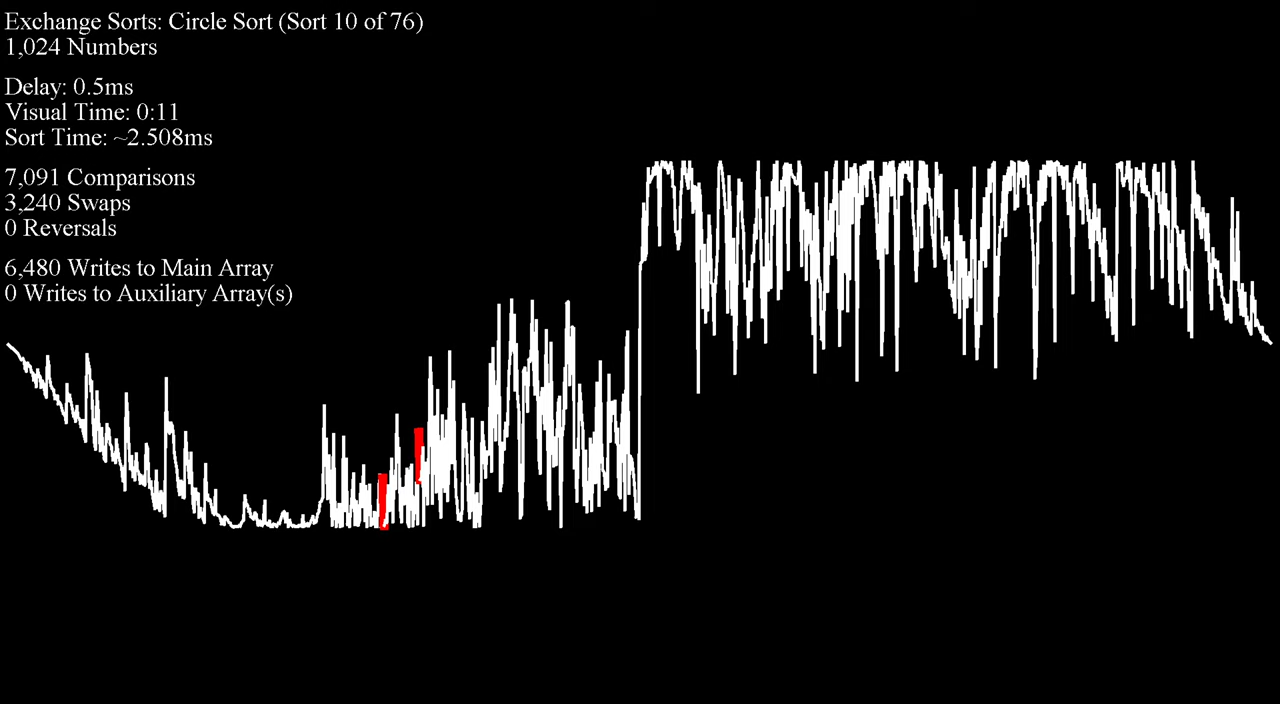 Exchange Sorts: Circle Sort (Sort 10 of 76)
1,024 Numbers
Delay: 0.5ms
Visual Time: 0:11
Sort Time: ~2.508ms
7,091 Comparisons
3,240 Swaps
0 Reversals
6,480 Writes to Main Array
0 Writes to Auxiliary Array(s)